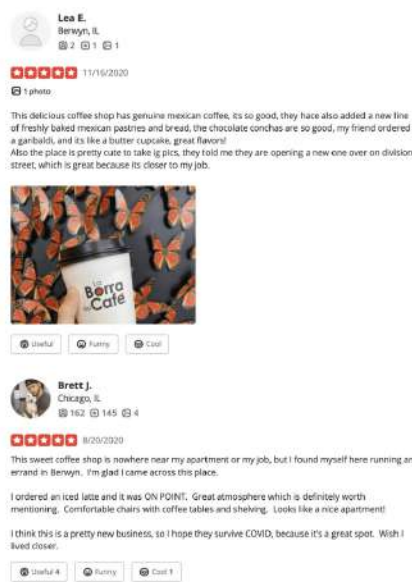 Lea E.
Berwyn, IL
2 1 1
11/16/2020
1 photo
This delicious coffee shop has genuine mexican coffee, its so good, they hace also added a new line
of freshly baked mexican pastries and bread, the chocolate conchas are so good, my friend ordered
a garibaldi, and its like a butter cupcake, great flavors!
Also the place is pretty cute to take ig pics, they told me they are opening a new one over on division
street, which is great because its closer to my job.
La
Borra
Café
Useful Funny Cool
Brett J.
Chicago, IL
162 145 4
8/20/2020
This sweet coffee shop is nowhere near my apartment or my job, but I found myself here running an
errand in Berwyn. I'm glad I came across this place.
I ordered an iced latte and it was ON POINT. Great atmosphere which is definitely worth
mentioning. Comfortable chairs with coffee tables and shelving. Looks like a nice apartment!
I think this is a pretty new business, so I hope they survive COVID, because it's a great spot. Wish I
lived closer.
Useful 4 Funny Cool 1